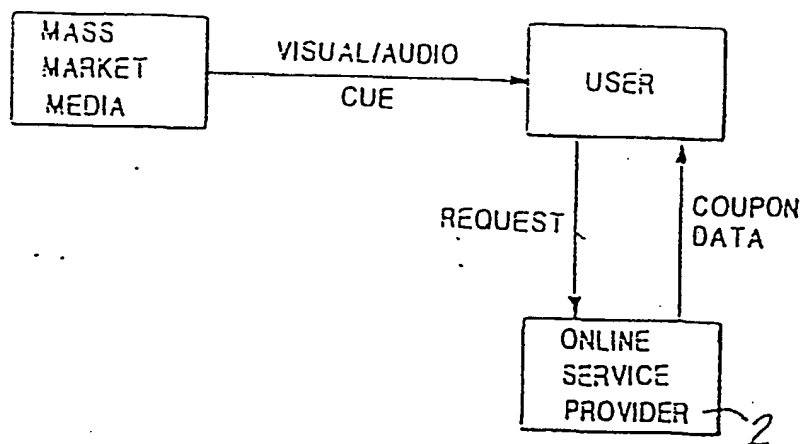 MASS
MARKET
MEDIA
VISUAL/AUDIO
CUE
USER
REQUEST
COUPON
DATA
ONLINE
SERVICE
PROVIDER
2